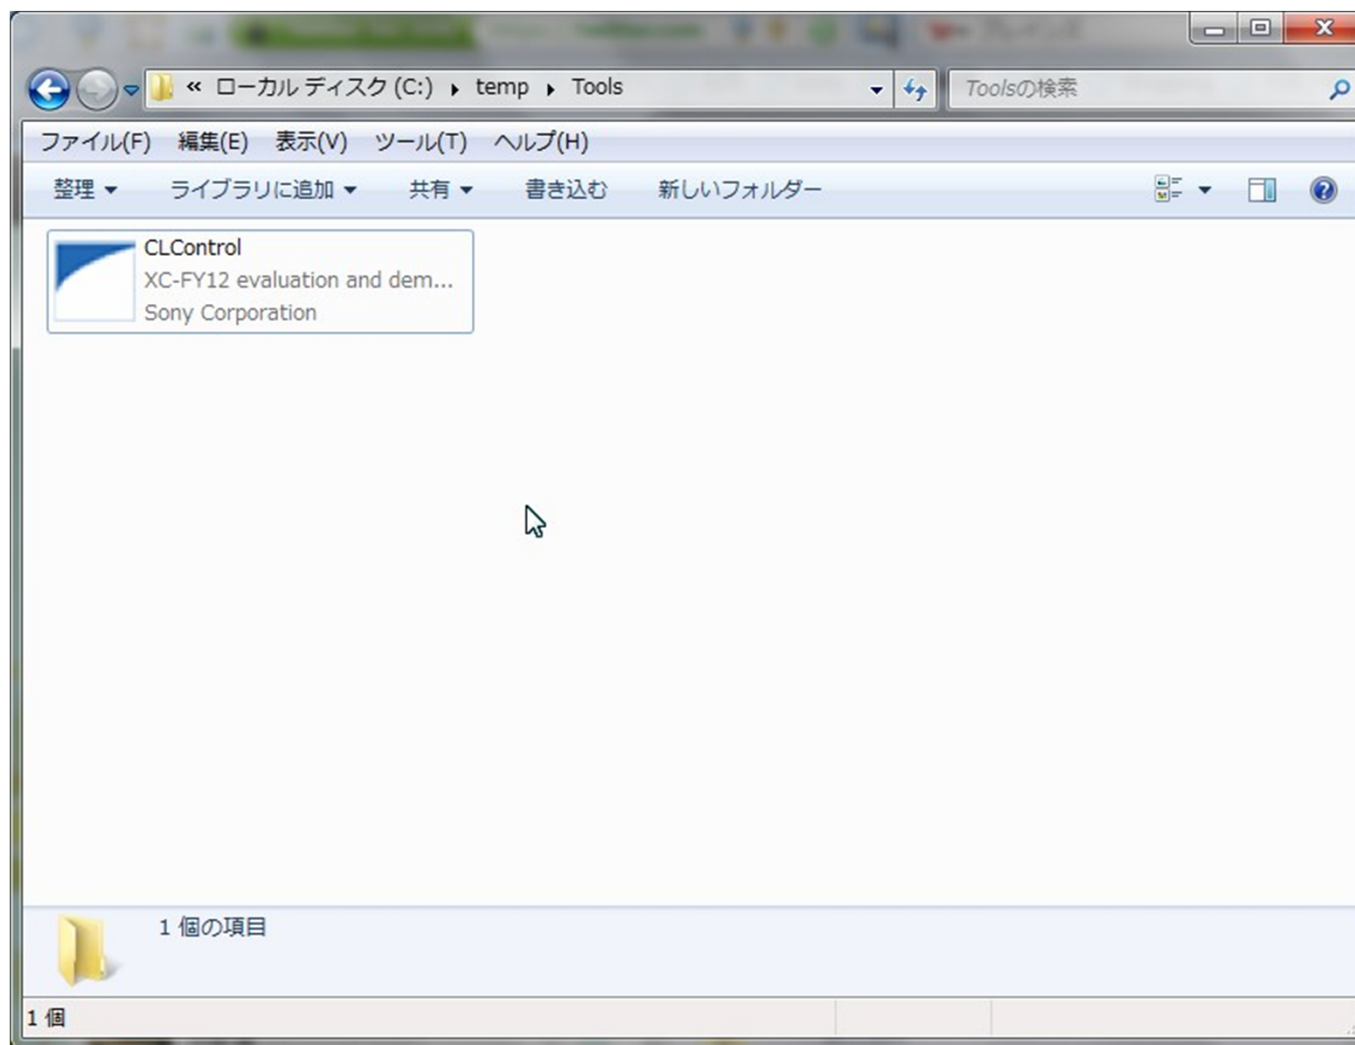 « ローカル ディスク (C:) ▸ temp ▸ Tools
Toolsの検索
ファイル(F) 編集(E) 表示(V) ツール(T) ヘルプ(H)
整理 ライブラリに追加 共有 書き込む 新しいフォルダー
CLControl
XC-FY12 evaluation and dem...
Sony Corporation
1 個の項目
1 個